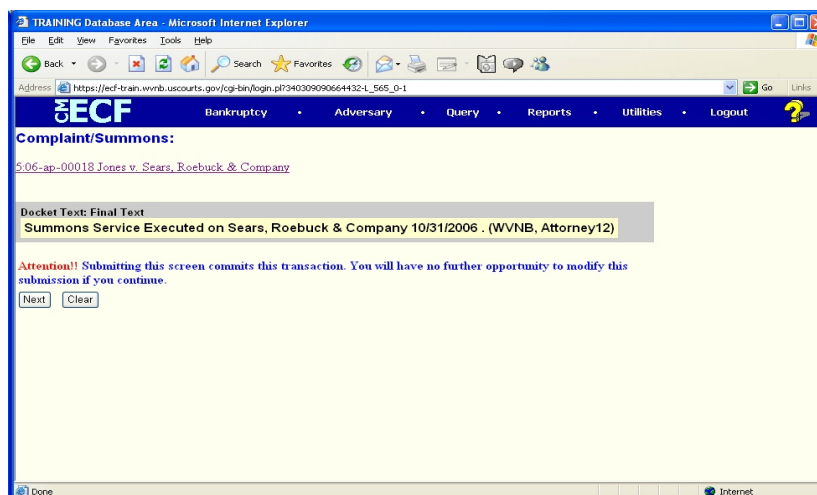 TRAINING Database Area - Microsoft Internet Explorer
File Edit View Favorites Tools Help
Back Search Favorites
Address https://ecf-train.wvnb.uscourts.gov/cgi-bin/login.pl?340309090664432-L_565_0-1 Go Links
CM ECF Bankruptcy • Adversary • Query • Reports • Utilities • Logout ?
Complaint/Summons:
5:06-ap-00018 Jones v. Sears, Roebuck & Company
Docket Text: Final Text
Summons Service Executed on Sears, Roebuck & Company 10/31/2006 . (WVNB, Attorney12)
Attention!! Submitting this screen commits this transaction. You will have no further opportunity to modify this
submission if you continue.
Next Clear
Done Internet